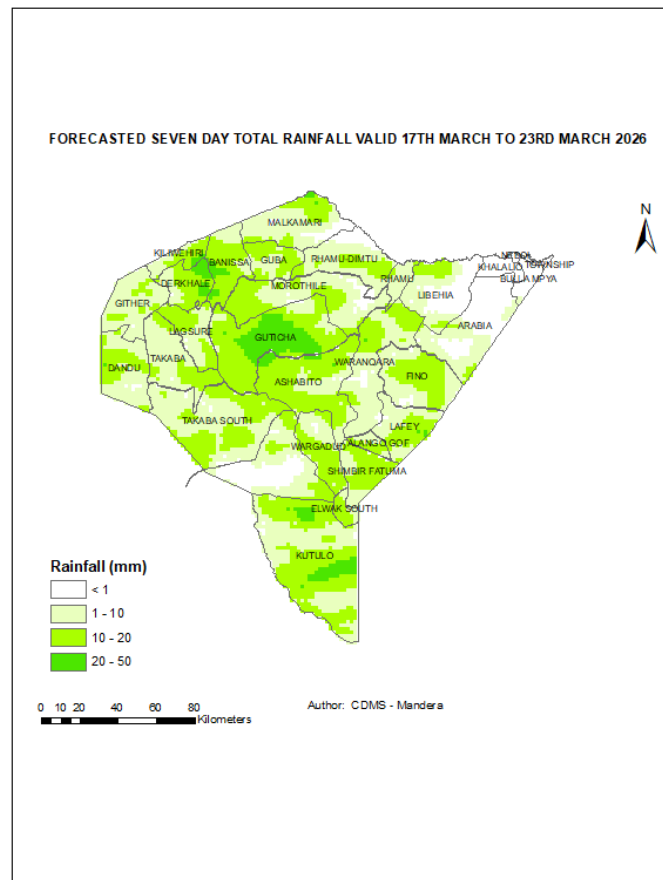 FORECASTED SEVEN DAY TOTAL RAINFALL VALID 17TH MARCH TO 23RD MARCH 2026
N
MALKAMARI
KILIWEHIRI
BANISSA
GUBA
RHAMU-DIMTU
NESOI
TOWNSHIP
KHALALIO
BULLA MPYA
DERKHALE
MOROTHILE
RHAMU
LIBEHIA
GITHER
ARABIA
LAGSURE
GUTICHA
TAKABA
WARANQARA
DANDU
ASHABITO
FINO
TAKABA SOUTH
LAFEY
WARGADUD
ALANGO GOF
SHIMBIR FATUMA
ELWAK SOUTH
KUTULO
Rainfall (mm)
< 1
1 - 10
10 - 20
20 - 50
0 10 20 40 60 80
Kilometers
Author: CDMS - Mandera